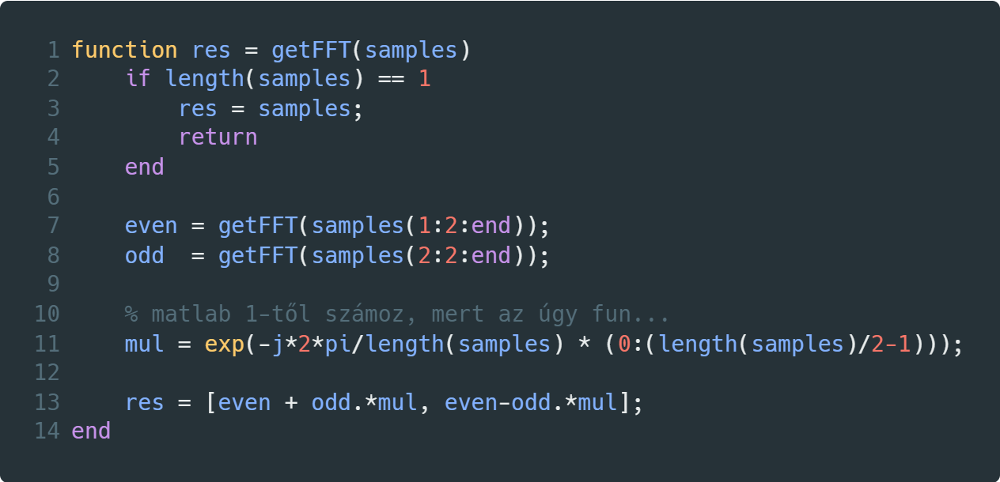 1 function res = getFFT(samples)
2     if length(samples) == 1
3         res = samples;
4         return
5     end
6
7     even = getFFT(samples(1:2:end));
8     odd  = getFFT(samples(2:2:end));
9
10     % matlab 1-től számoz, mert az úgy fun...
11     mul = exp(-j*2*pi/length(samples) * (0:(length(samples)/2-1)));
12
13     res = [even + odd.*mul, even-odd.*mul];
14 end